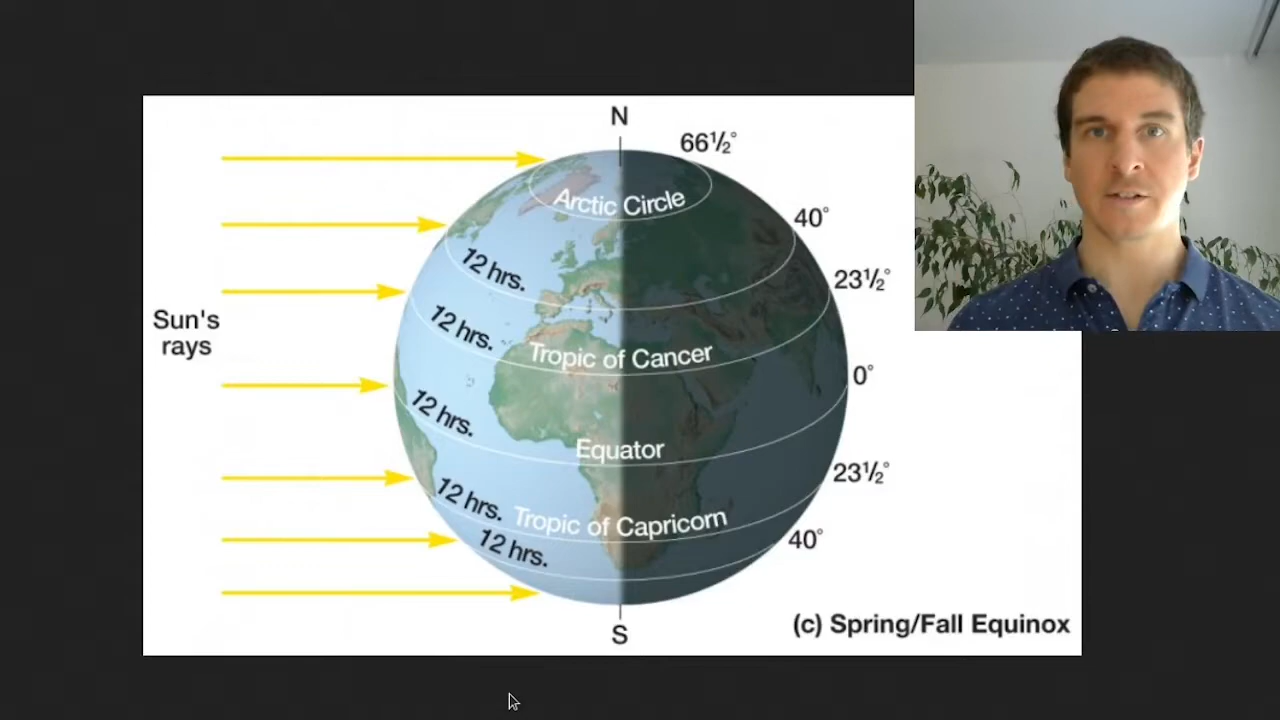 N
66½°
Arctic Circle
40°
12 hrs.
23½°
12 hrs.
Sun's
rays
Tropic of Cancer
0°
12 hrs.
Equator
23½°
12 hrs.
Tropic of Capricorn
40°
12 hrs.
(c) Spring/Fall Equinox
S